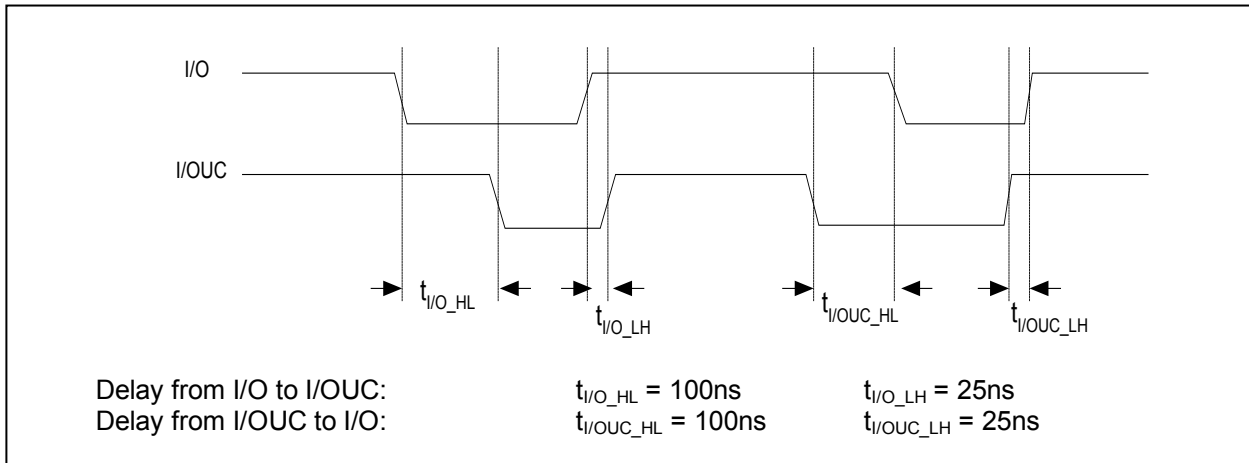 I/O
I/OUC
tI/O_HL
tI/O_LH
tI/OUC_HL
tI/OUC_LH
Delay from I/O to I/OUC: tI/O_HL = 100ns tI/O_LH = 25ns
Delay from I/OUC to I/O: tI/OUC_HL = 100ns tI/OUC_LH = 25ns